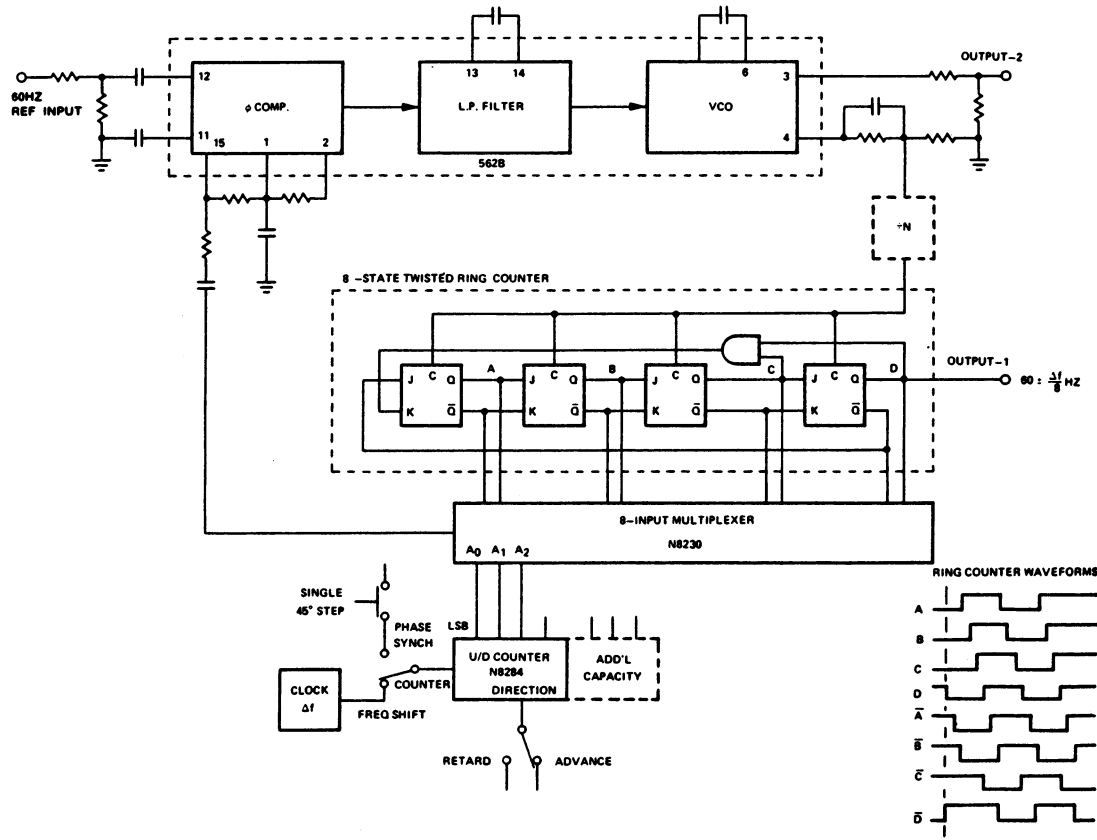 13 14
6
12
11
15 1 2
φ COMP.
L.P. FILTER
562B
VCO
3
4
60HZ
REF INPUT
OUTPUT-2
÷N
8 -STATE TWISTED RING COUNTER
J C Q
K Q̅
A
J C Q
K Q̅
B
J C Q
K Q̅
C
J C Q
K Q̅
D
OUTPUT-1
60 ± Δf/8 HZ
8-INPUT MULTIPLEXER
N8230
A0 A1 A2
SINGLE
45° STEP
PHASE
SYNCH
COUNTER
FREQ SHIFT
CLOCK
Δf
LSB
U/D COUNTER
N8284
DIRECTION
ADD'L
CAPACITY
RETARD
ADVANCE
RING COUNTER WAVEFORMS
A
B
C
D
A̅
B̅
C̅
D̅